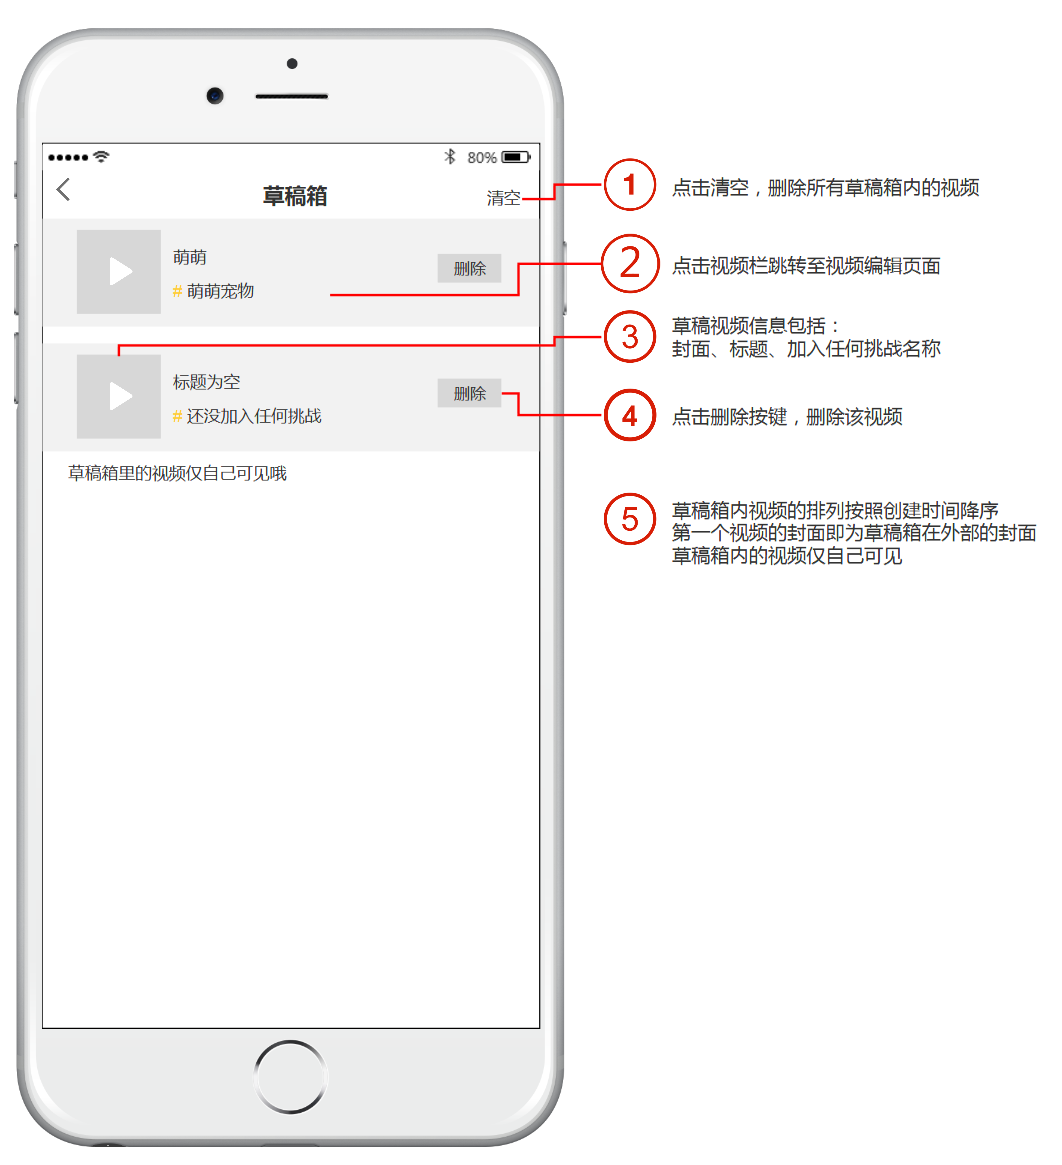 80%
草稿箱
清空
萌萌
# 萌萌宠物
删除
标题为空
# 还没加入任何挑战
删除
草稿箱里的视频仅自己可见哦
1
点击清空，删除所有草稿箱内的视频
2
点击视频栏跳转至视频编辑页面
3
草稿视频信息包括：
封面、标题、加入任何挑战名称
4
点击删除按键，删除该视频
5
草稿箱内视频的排列按照创建时间降序
第一个视频的封面即为草稿箱在外部的封面
草稿箱内的视频仅自己可见